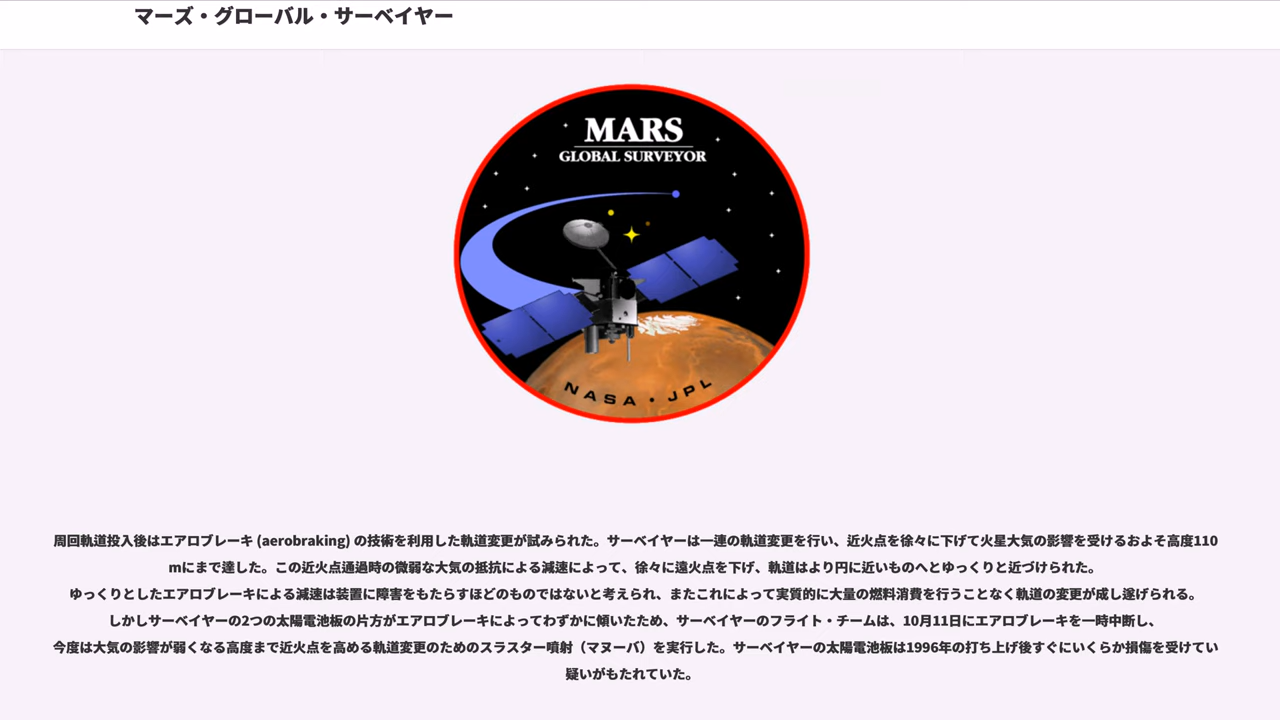 マーズ・グローバル・サーベイヤー
MARS
GLOBAL SURVEYOR
NASA・JPL
周回軌道投入後はエアロブレーキ (aerobraking) の技術を利用した軌道変更が試みられた。サーベイヤーは一連の軌道変更を行い、近火点を徐々に下げて火星大気の影響を受けるおよそ高度110
mにまで達した。この近火点通過時の微弱な大気の抵抗による減速によって、徐々に遠火点を下げ、軌道はより円に近いものへとゆっくりと近づけられた。
ゆっくりとしたエアロブレーキによる減速は装置に障害をもたらすほどのものではないと考えられ、またこれによって実質的に大量の燃料消費を行うことなく軌道の変更が成し遂げられる。
しかしサーベイヤーの2つの太陽電池板の片方がエアロブレーキによってわずかに傾いたため、サーベイヤーのフライト・チームは、10月11日にエアロブレーキを一時中断し、
今度は大気の影響が弱くなる高度まで近火点を高める軌道変更のためのスラスター噴射（マヌーバ）を実行した。サーベイヤーの太陽電池板は1996年の打ち上げ後すぐにいくらか損傷を受けてい
疑いがもたれていた。